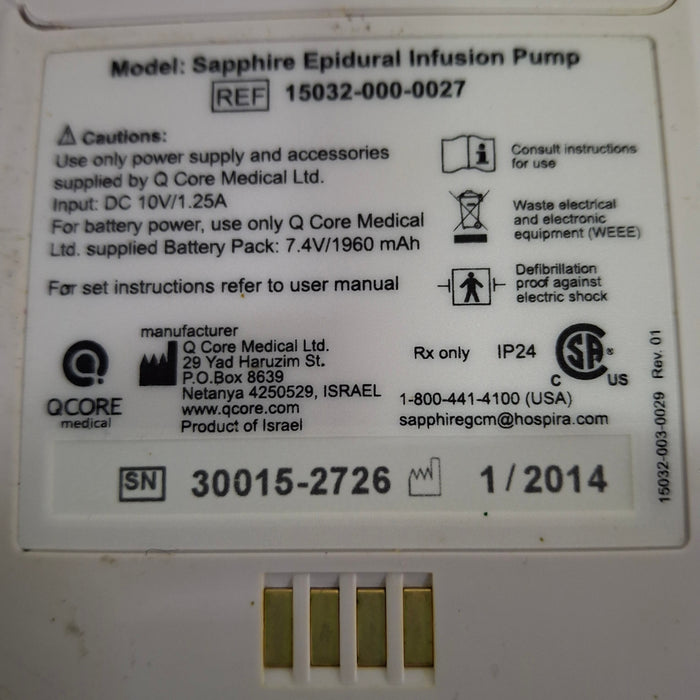 Model: Sapphire Epidural Infusion Pump
REF 15032-000-0027
Cautions:
Use only power supply and accessories
supplied by Q Core Medical Ltd.
Input: DC 10V/1.25A
For battery power, use only Q Core Medical
Ltd. supplied Battery Pack: 7.4V/1960 mAh
For set instructions refer to user manual
Consult instructions
for use
Waste electrical
and electronic
equipment (WEEE)
Defibrillation
proof against
electric shock
QCORE
medical
manufacturer
Q Core Medical Ltd.
29 Yad Haruzim St.
P.O.Box 8639
Netanya 4250529, ISRAEL
www.qcore.com
Product of Israel
Rx only IP24
C SA® US
1-800-441-4100 (USA)
sapphiregcm@hospira.com
15032-003-0029 Rev. 01
SN 30015-2726 1/2014